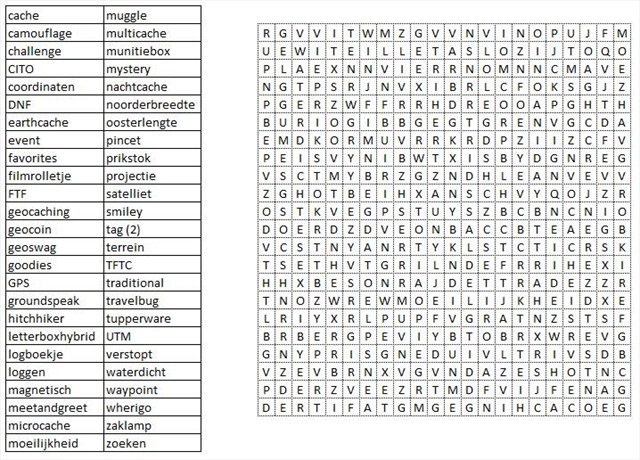 cache muggle
camouflage multicache
challenge munitiebox
CITO mystery
coordinaten nachtcache
DNF noorderbreedte
earthcache oosterlengte
event pincet
favorites prikstok
filmrolletje projectie
FTF satelliet
geocaching smiley
geocoin tag (2)
geoswag terrein
goodies TFTC
GPS traditional
groundspeak travelbug
hitchhiker tupperware
letterboxhybrid UTM
logboekje verstopt
loggen waterdicht
magnetisch waypoint
meetandgreet wherigo
microcache zaklamp
moeilijkheid zoeken
R G V V I T W M Z G V V N V I N O P U J F M
U E W I T E I L L E T A S L O Z I J T O Q O
P L A E X N N V I E R R N O M N N C M A V E
N G T P S R J N V X I B R L C F O K S G J Z
P G E R Z W F F R R H D R E O O A P G H T H
B U R I O G I B B G E G T G R E N V G C D A
E M D K O R M U V R R K R D P Z I I Z C F V
P E I S V Y N I B W T X I S B Y D G N R E G
V S C T M Y B R Z G Z N D H L E A N V E V V
Z G H O T B E I H X A N S C H V Y Q O J Z R
O S T K V E G P S T U Y S Z B C B N C N I O
D O E R D Z D V E O N B A C C B T E A E G B
V C S T N Y A N R T Y K L S T C T I C R S K
T S E T H V T G R I L N D E F R R I H E X I
H H X B E S O N R A J D E T T R A D E Z Z R
T N O Z W R E W M O E I L I J K H E I D X E
L R I Y X R L P U P F V G R A T N Z S T S F
B R B E R G P E V I Y B T O B R X W R E V G
G N Y P R I S G N E D U I V L T R I V S D B
V Z E V B R N X V G V N D A Z E S H O T N C
P D E R Z V E E Z R T M D F V I J F E N A G
D E R T I F A T G M G E G N I H C A C O E G